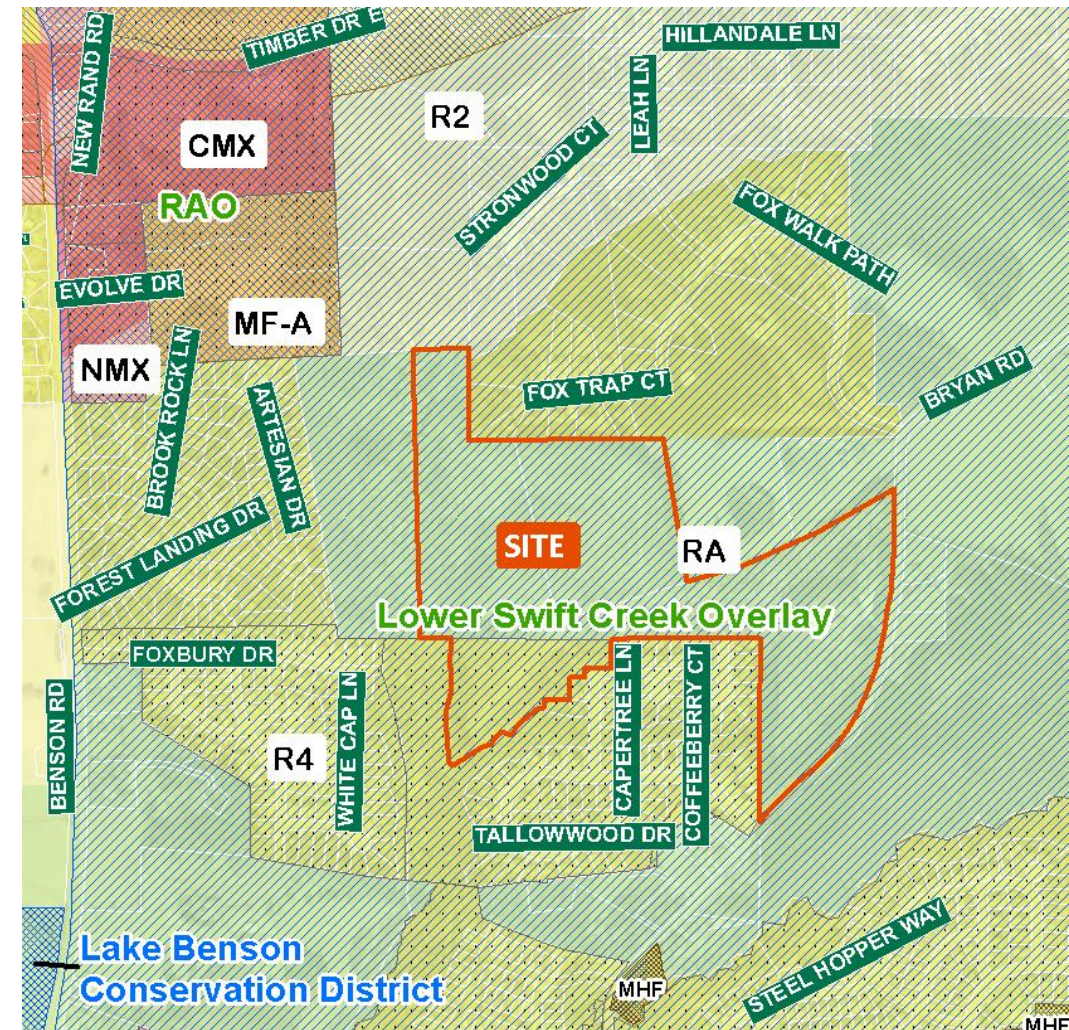 TIMBER DR E
HILLANDALE LN
NEW RAND RD
LEAH LN
R2
CMX
STRONWOOD CT
RAO
FOX WALK PATH
EVOLVE DR
MF-A
NMX
BROOK ROCK LN
ARTESIAN DR
FOX TRAP CT
BRYAN RD
FOREST LANDING DR
SITE
RA
Lower Swift Creek Overlay
FOXBURY DR
BENSON RD
WHITE CAP LN
CAPERTREE LN
COFFEEBERRY CT
R4
TALLOWWOOD DR
STEEL HOPPER WAY
Lake Benson
Conservation District
MHF
MHF